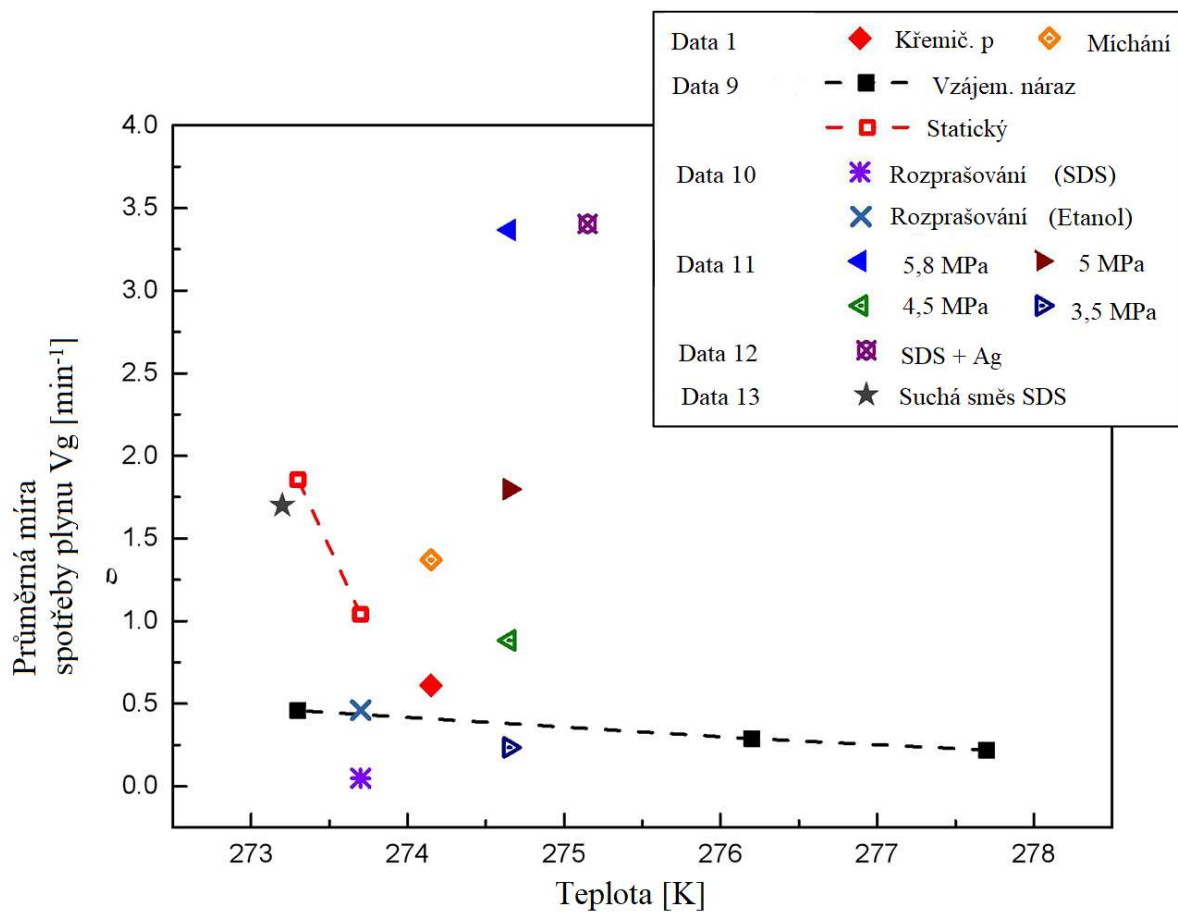 Data 1 Křemič. p Míchání
Data 9 Vzájem. náraz
Statický
Data 10 Rozprašování (SDS)
Rozprašování (Etanol)
Data 11 5,8 MPa 5 MPa
4,5 MPa 3,5 MPa
Data 12 SDS + Ag
Data 13 Suchá směs SDS
4.0
3.5
3.0
2.5
2.0
1.5
1.0
0.5
0.0
Průměrná míra
spotřeby plynu Vg [min⁻¹]
273 274 275 276 277 278
Teplota [K]